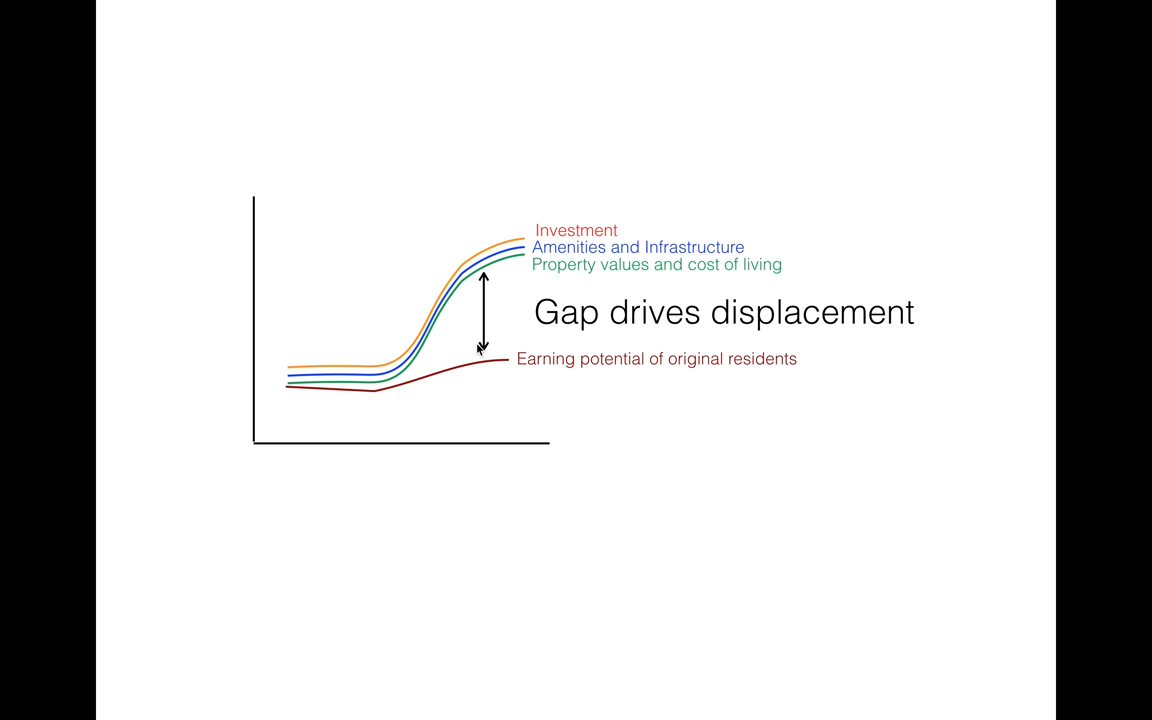 Investment
Amenities and Infrastructure
Property values and cost of living
Gap drives displacement
Earning potential of original residents